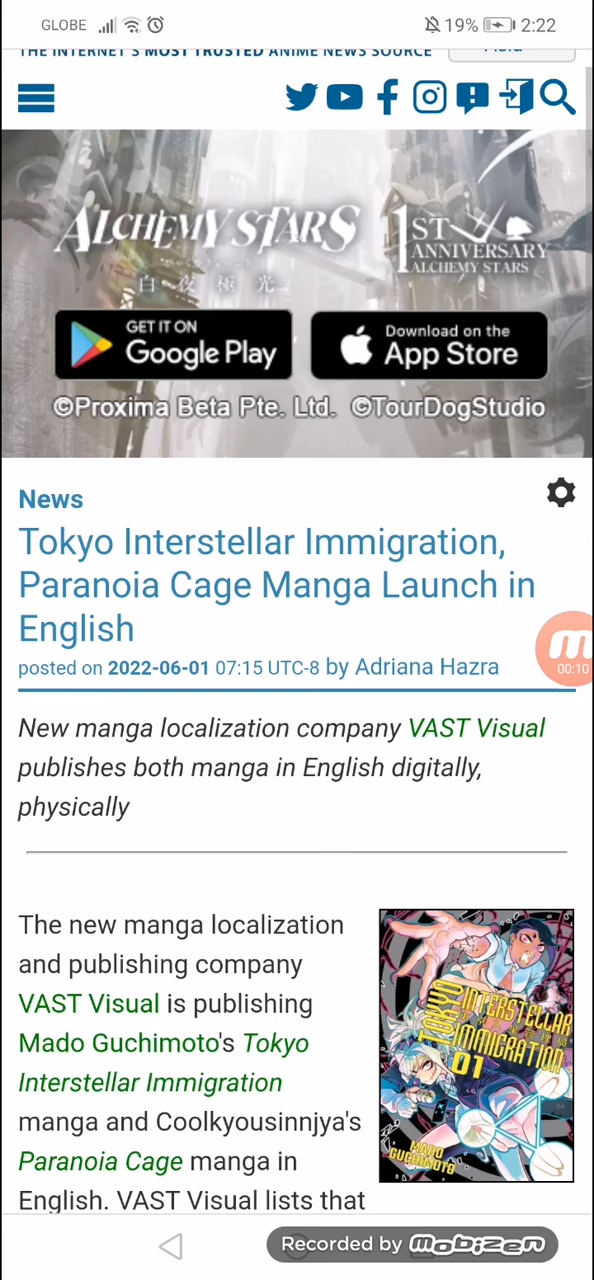 GLOBE 19% 2:22
THE INTERNET'S MOST TRUSTED ANIME NEWS SOURCE
ALCHEMY STARS
白夜極光
1ST ANNIVERSARY
ALCHEMY STARS
GET IT ON
Google Play
Download on the
App Store
©Proxima Beta Pte. Ltd. ©TourDogStudio
News
Tokyo Interstellar Immigration,
Paranoia Cage Manga Launch in
English
posted on 2022-06-01 07:15 UTC-8 by Adriana Hazra
00:10
New manga localization company VAST Visual
publishes both manga in English digitally,
physically
The new manga localization
and publishing company
VAST Visual is publishing
Mado Guchimoto's Tokyo
Interstellar Immigration
manga and Coolkyousinnjya's
Paranoia Cage manga in
English. VAST Visual lists that
TOKYO
INTERSTELLAR
IMMIGRATION
01
MADO
GUCHIMOTO
Recorded by mobizen